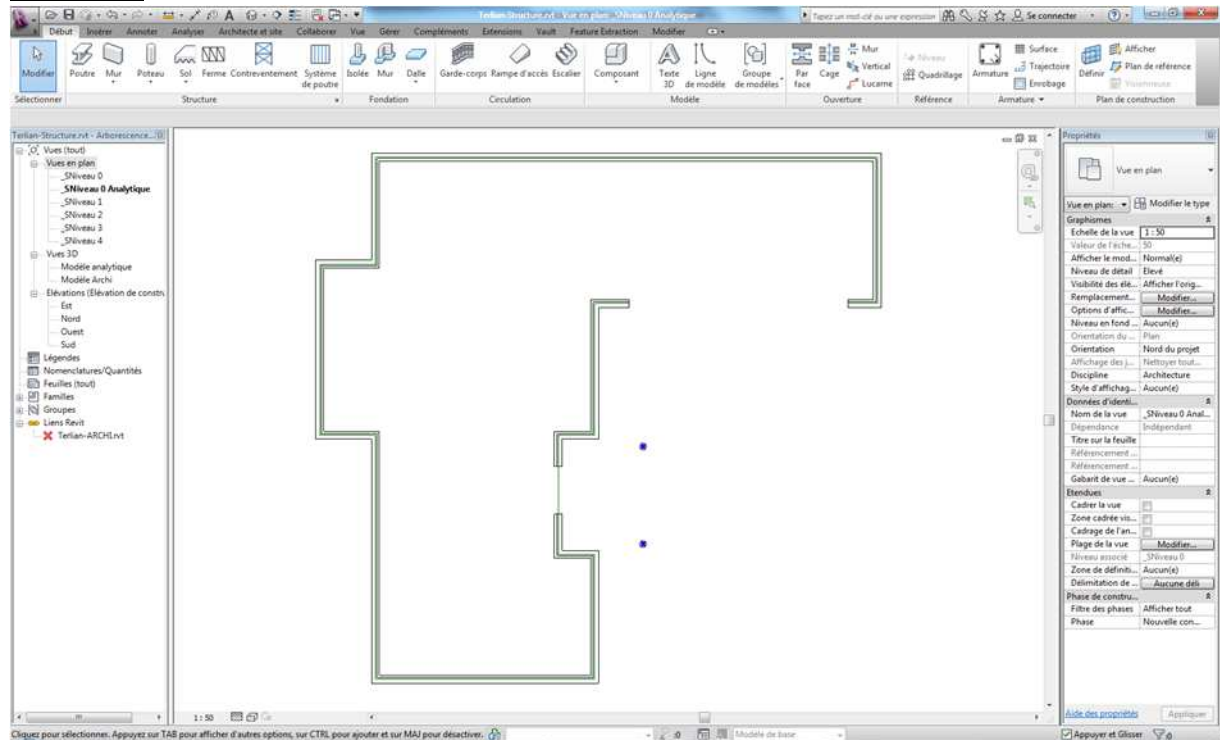 Terlian-Structure.rvt - Vue en plan: _SNiveau 0 Analytique
Tapez un mot-clé ou une expression
Se connecter
Début Insérer Annoter Analyser Architecte et site Collaborer Vue Gérer Compléments Extensions Vault Feature Extraction Modifier
Modifier
Poutre Mur Poteau
Sol Ferme Contreventement Système de poutre
Isolée Mur Dalle
Garde-corps Rampe d'accès Escalier
Composant
Texte 3D
Ligne de modèle
Groupe de modèles
Par face
Cage
Mur
Vertical
Lucarne
Niveau
Quadrillage
Armature
Surface
Trajectoire
Enrobage
Définir
Afficher
Plan de référence
Visionneuse
Sélectionner Structure Fondation Circulation Modèle Ouverture Référence Armature Plan de construction
Terlian-Structure.rvt - Arborescence...
Vues (tout)
Vues en plan
_SNiveau 0
_SNiveau 0 Analytique
_SNiveau 1
_SNiveau 2
_SNiveau 3
_SNiveau 4
Vues 3D
Modèle analytique
Modèle Archi
Elévations (Elévation de constru
Est
Nord
Ouest
Sud
Légendes
Nomenclatures/Quantités
Feuilles (tout)
Familles
Groupes
Liens Revit
Terlian-ARCHI.rvt
Propriétés
Vue en plan
Vue en plan: Modifier le type
Graphismes
Echelle de la vue 1 : 50
Valeur de l'éche... 50
Afficher le mod... Normal(e)
Niveau de détail Elevé
Visibilité des élé... Afficher l'orig...
Remplacement... Modifier...
Options d'affic... Modifier...
Niveau en fond ... Aucun(e)
Orientation du ... Plan
Orientation Nord du projet
Affichage des j... Nettoyer tout...
Discipline Architecture
Style d'affichag... Aucun(e)
Données d'identi...
Nom de la vue _SNiveau 0 Anal...
Dépendance Indépendant
Titre sur la feuille
Référencement ...
Référencement ...
Gabarit de vue ... Aucun(e)
Etendues
Cadrer la vue
Zone cadrée vis...
Cadrage de l'an...
Plage de la vue Modifier...
Niveau associé _SNiveau 0
Zone de définiti... Aucun(e)
Délimitation de ... Aucune déli
Phase de constru...
Filtre des phases Afficher tout
Phase Nouvelle con...
Aide des propriétés Appliquer
1 : 50
Cliquez pour sélectionner. Appuyez sur TAB pour afficher d'autres options, sur CTRL pour ajouter et sur MAJ pour désactiver.
:0
Modèle de base
Appuyer et Glisser
:0